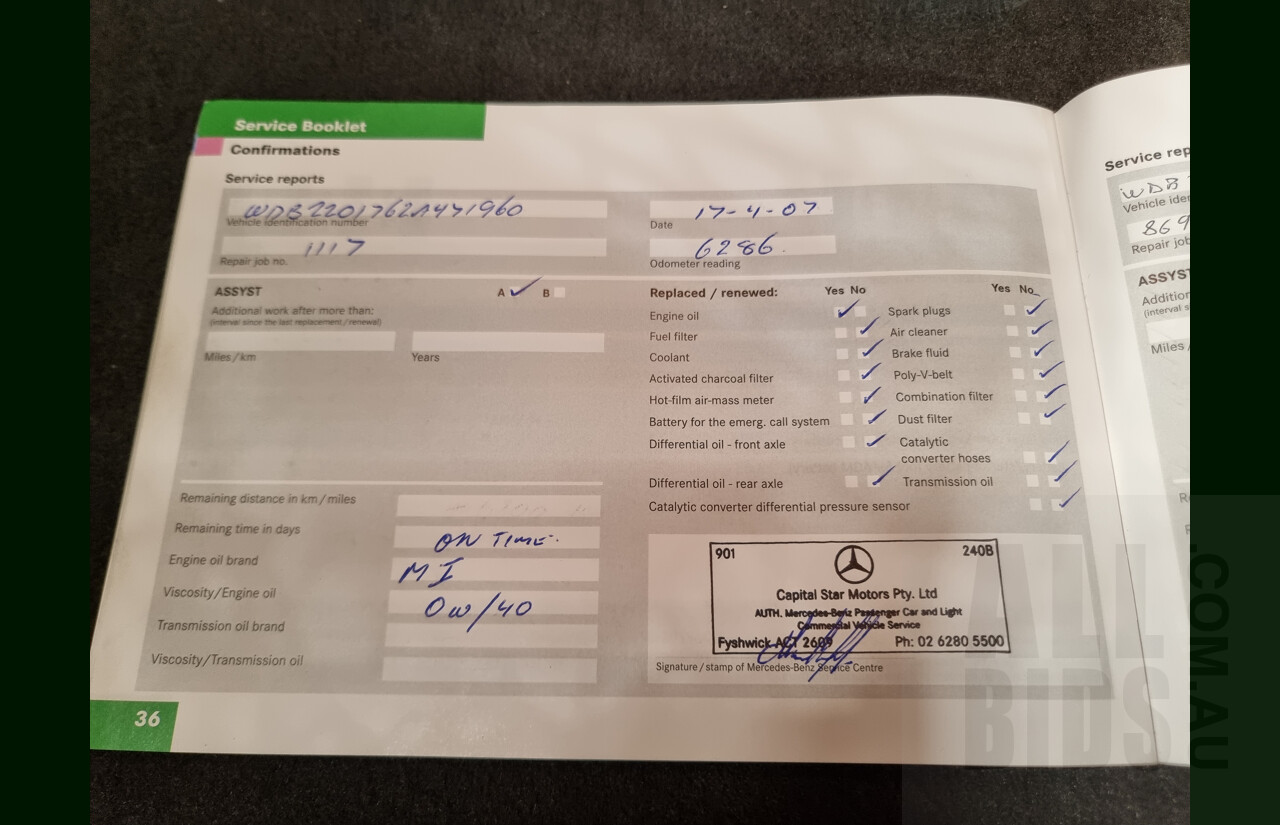 Service Booklet
Confirmations
Service reports
WDB2201762A471960
Vehicle identification number
1117
Repair job no.
17-4-07
Date
6286
Odometer reading
ASSYST
A ✓ B
Additional work after more than:
(interval since the last replacement/renewal)
Miles/km
Years
Replaced / renewed:
Yes No
Yes No
Engine oil
Spark plugs
Fuel filter
Air cleaner
Coolant
Brake fluid
Activated charcoal filter
Poly-V-belt
Hot-film air-mass meter
Combination filter
Battery for the emerg. call system
Dust filter
Differential oil - front axle
Catalytic
converter hoses
Differential oil - rear axle
Transmission oil
Catalytic converter differential pressure sensor
Remaining distance in km/miles
Remaining time in days
ON TIME.
Engine oil brand
MI
Viscosity/Engine oil
0w/40
Transmission oil brand
Viscosity/Transmission oil
901
240B
Capital Star Motors Pty. Ltd
AUTH. Mercedes-Benz Passenger Car and Light
Commercial Vehicle Service
Fyshwick ACT 2609 Ph: 02 6280 5500
Signature/stamp of Mercedes-Benz Service Centre
36
Service rep
WDB
Vehicle iden
869
Repair job
ASSYST
Addition
(interval s
Miles/
ALL
BIDS
.COM.AU